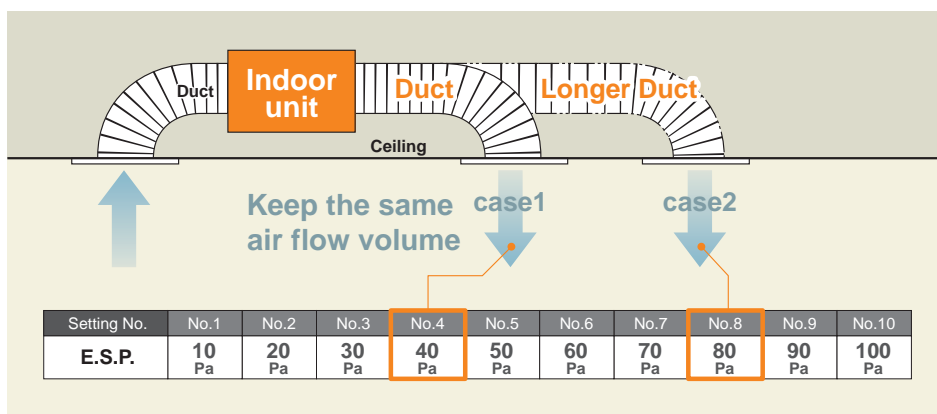 Duct
Indoor
unit
Duct
Longer Duct
Ceiling
Keep the same
air flow volume
case1
case2
Setting No. No.1 No.2 No.3 No.4 No.5 No.6 No.7 No.8 No.9 No.10
E.S.P. 10 20 30 40 50 60 70 80 90 100
Pa Pa Pa Pa Pa Pa Pa Pa Pa Pa